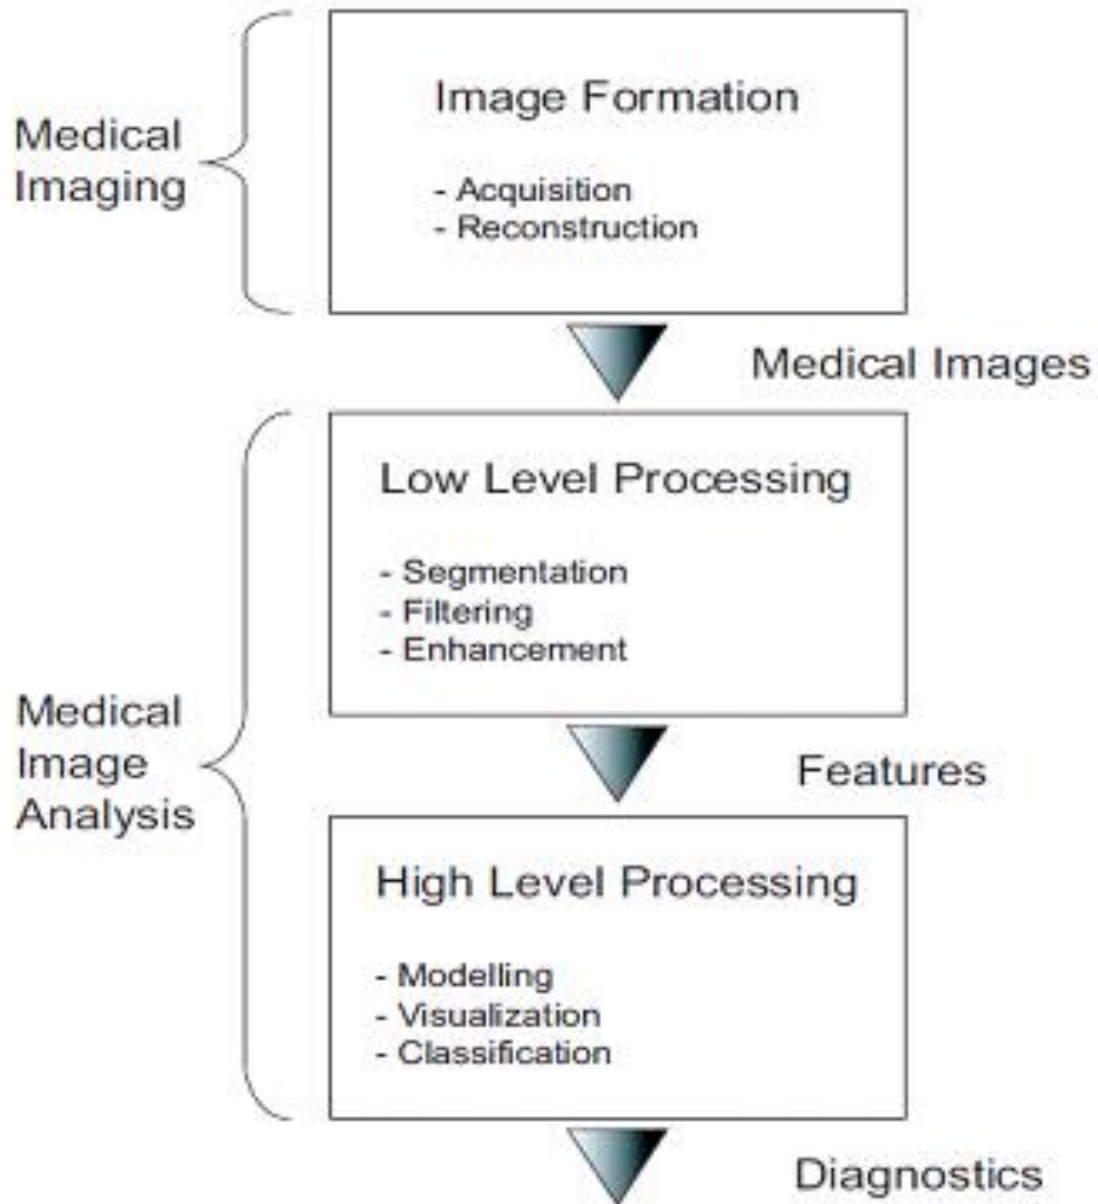 Medical
Imaging
Image Formation
- Acquisition
- Reconstruction
Medical Images
Medical
Image
Analysis
Low Level Processing
- Segmentation
- Filtering
- Enhancement
Features
High Level Processing
- Modelling
- Visualization
- Classification
Diagnostics